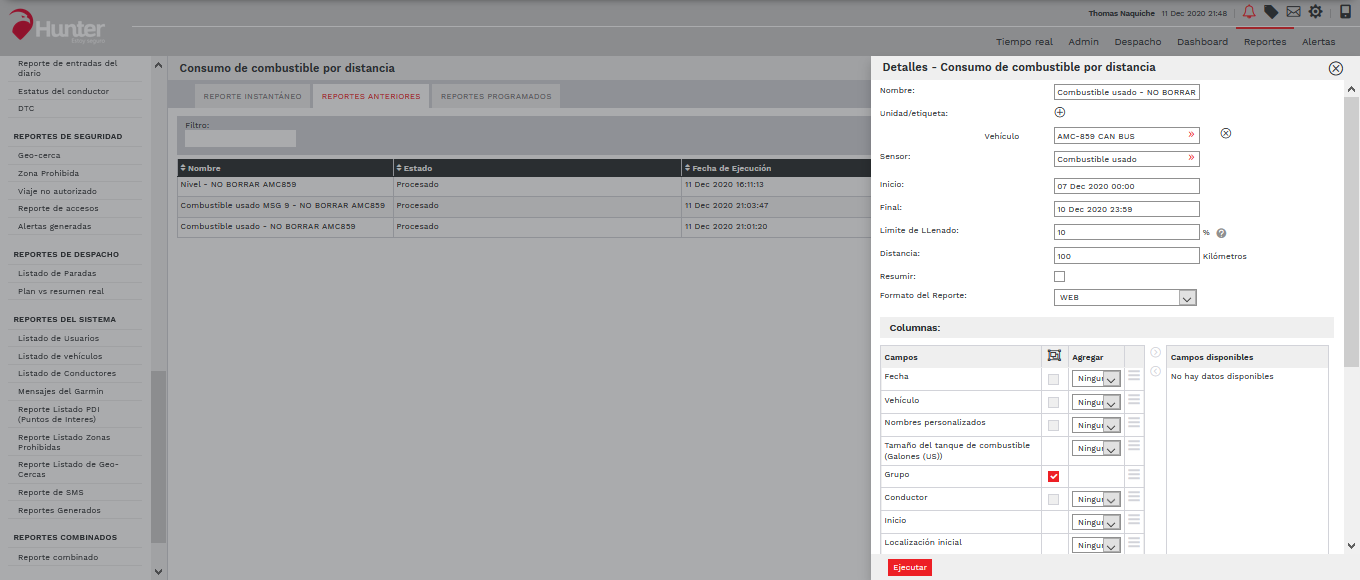 Hunter
Thomas Naquiche 11 Dec 2020 21:48
Tiempo real Admin Despacho Dashboard Reportes Alertas
Reporte de entradas del
diario
Estatus del conductor
DTC
REPORTES DE SEGURIDAD
Geo-cerca
Zona Prohibida
Viaje no autorizado
Reporte de accesos
Alertas generadas
REPORTES DE DESPACHO
Listado de Paradas
Plan vs resumen real
REPORTES DEL SISTEMA
Listado de Usuarios
Listado de vehículos
Listado de Conductores
Mensajes del Garmin
Reporte Listado PDI
(Puntos de Interes)
Reporte Listado Zonas
Prohibidas
Reporte Listado de Geo-
Cercas
Reporte de SMS
Reportes Generados
REPORTES COMBINADOS
Reporte combinado
Consumo de combustible por distancia
REPORTE INSTANTÁNEO REPORTES ANTERIORES REPORTES PROGRAMADOS
Filtro:
Nombre Estado Fecha de Ejecución
Nivel - NO BORRAR AMC859 Procesado 11 Dec 2020 16:11:13
Combustible usado MSG 9 - NO BORRAR AMC859 Procesado 11 Dec 2020 21:03:47
Combustible usado - NO BORRAR AMC859 Procesado 11 Dec 2020 21:01:20
Detalles - Consumo de combustible por distancia
Nombre: Combustible usado - NO BORRAR
Unidad/etiqueta:
Vehículo AMC-859 CAN BUS »
Sensor: Combustible usado »
Inicio: 07 Dec 2020 00:00
Final: 10 Dec 2020 23:59
Limite de LLenado: 10 % ?
Distancia: 100 Kilómetros
Resumir:
Formato del Reporte: WEB
Columnas:
Campos Agregar
Fecha Ningu
Vehículo Ningu
Nombres personalizados Ningu
Tamaño del tanque de combustible Ningu
(Galones (US))
Grupo
Conductor Ningu
Inicio Ningu
Localización inicial Ningu
Campos disponibles
No hay datos disponibles
Ejecutar